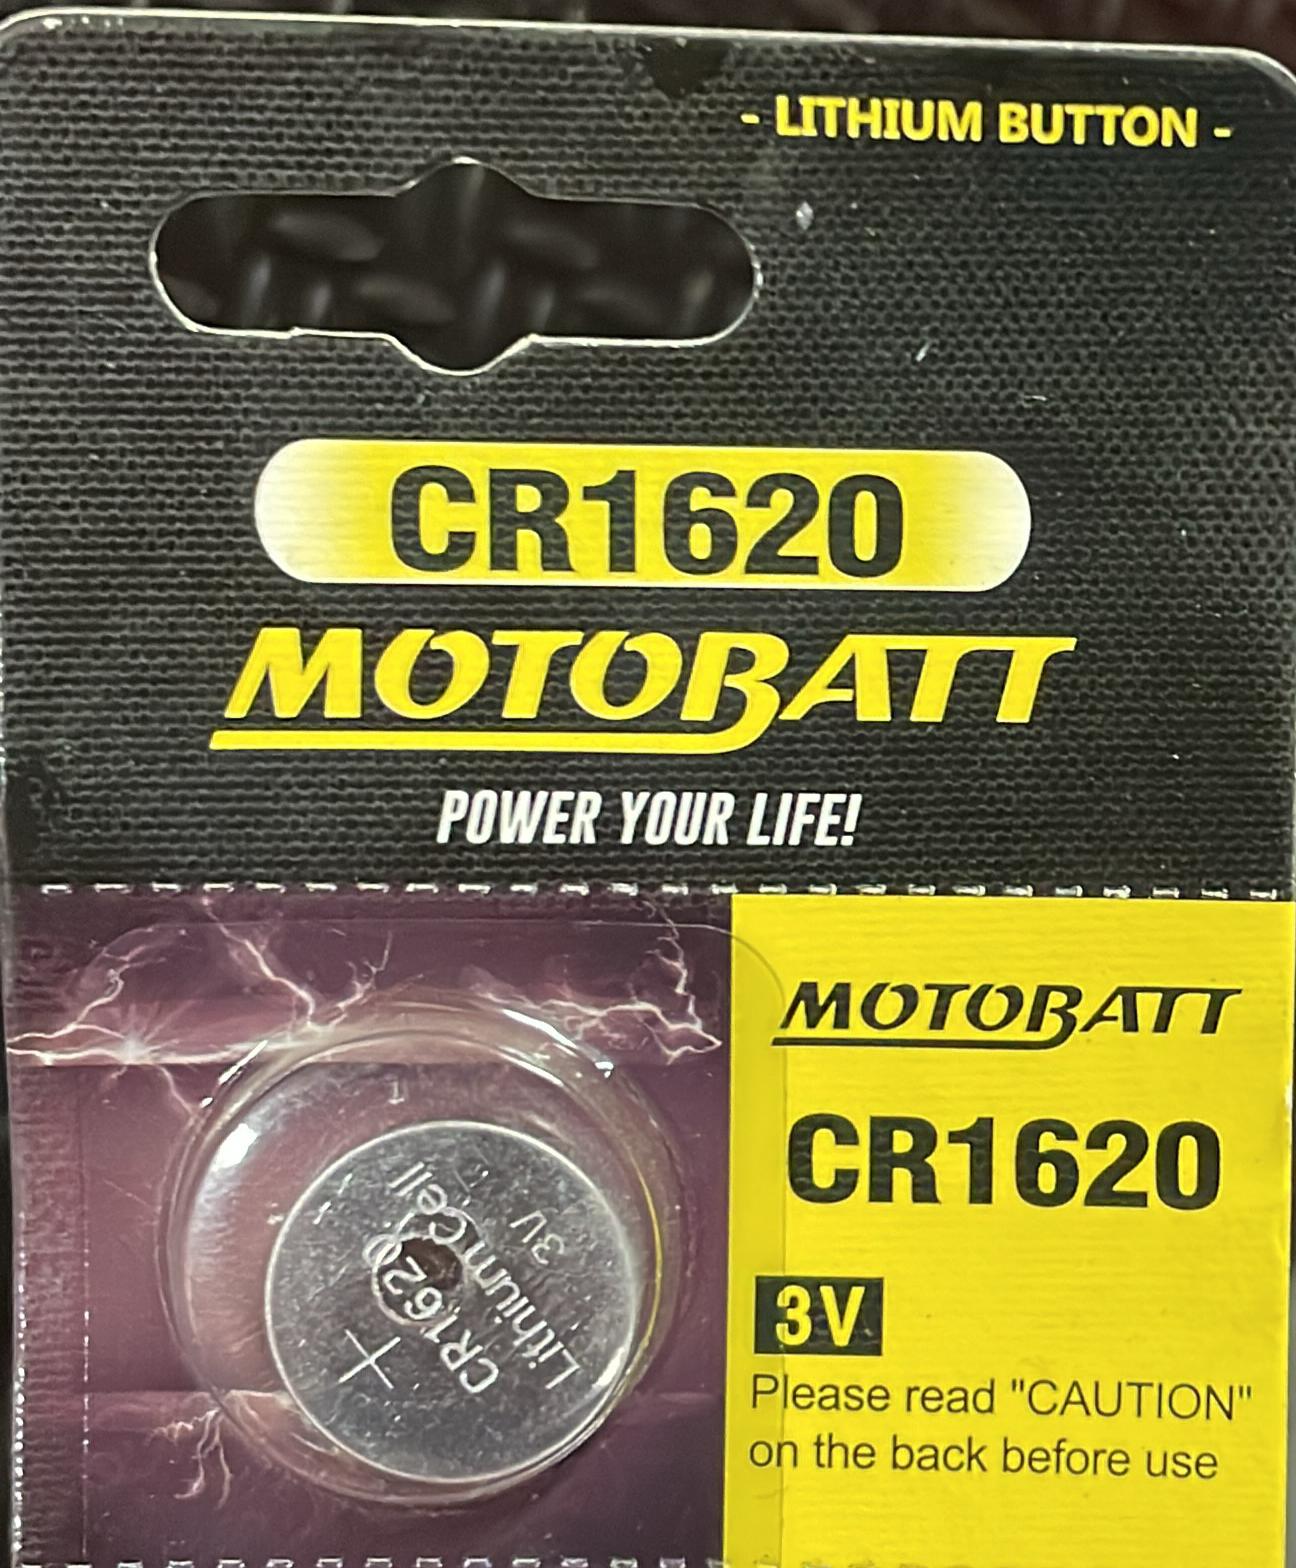 - LITHIUM BUTTON -
CR1620
MOTOBATT
POWER YOUR LIFE!
MOTOBATT
CR1620
3V
Please read "CAUTION"
on the back before use
+
CR1620
Lithium Cell
3V